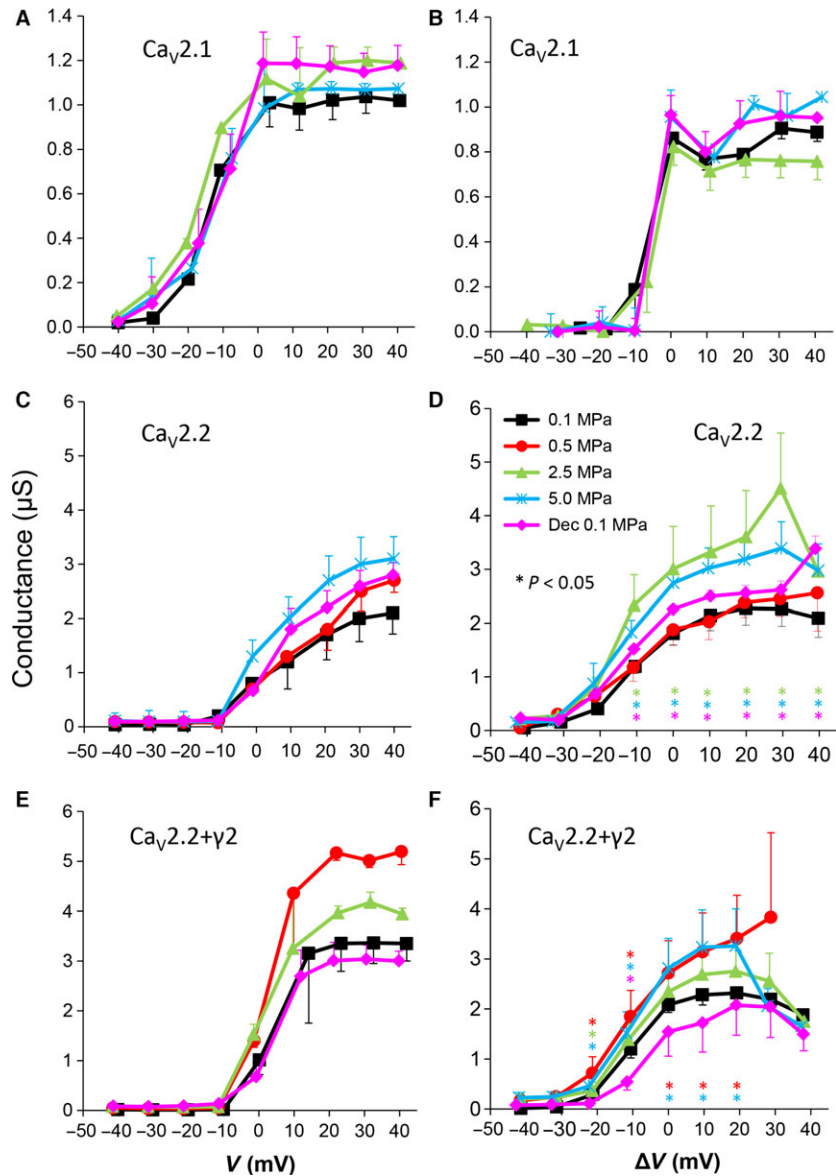 A
B
1.4
1.2
1.0
0.8
0.6
0.4
0.2
0.0
CaV2.1
−50 −40 −30 −20 −10 0 10 20 30 40
1.4
1.2
1.0
0.8
0.6
0.4
0.2
0.0
CaV2.1
−50 −40 −30 −20 −10 0 10 20 30 40
C
D
Conductance (µS)
6
5
4
3
2
1
0
CaV2.2
−50 −40 −30 −20 −10 0 10 20 30 40
6
5
4
3
2
1
0
0.1 MPa
0.5 MPa
2.5 MPa
5.0 MPa
Dec 0.1 MPa
CaV2.2
* P < 0.05
* * * * * *
* * * * * *
* * * * * *
−50 −40 −30 −20 −10 0 10 20 30 40
E
F
6
5
4
3
2
1
0
CaV2.2+γ2
−50 −40 −30 −20 −10 0 10 20 30 40
V (mV)
6
5
4
3
2
1
0
CaV2.2+γ2
* *
* *
* *
* * *
* * *
−50 −40 −30 −20 −10 0 10 20 30 40
ΔV (mV)